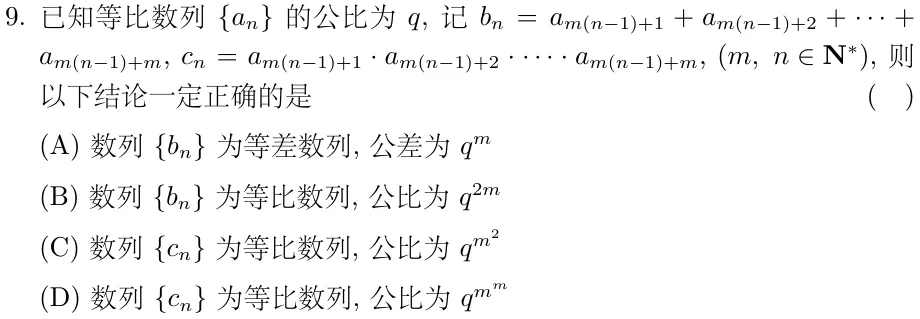 9. 已知等比数列 {aₙ} 的公比为 q, 记 bₙ = a_{m(n−1)+1} + a_{m(n−1)+2} + ··· +
a_{m(n−1)+m}, cₙ = a_{m(n−1)+1} · a_{m(n−1)+2} · ··· · a_{m(n−1)+m}, (m, n ∈ N*), 则
以下结论一定正确的是 ( )
(A) 数列 {bₙ} 为等差数列, 公差为 q^m
(B) 数列 {bₙ} 为等比数列, 公比为 q^{2m}
(C) 数列 {cₙ} 为等比数列, 公比为 q^{m^2}
(D) 数列 {cₙ} 为等比数列, 公比为 q^{m^m}